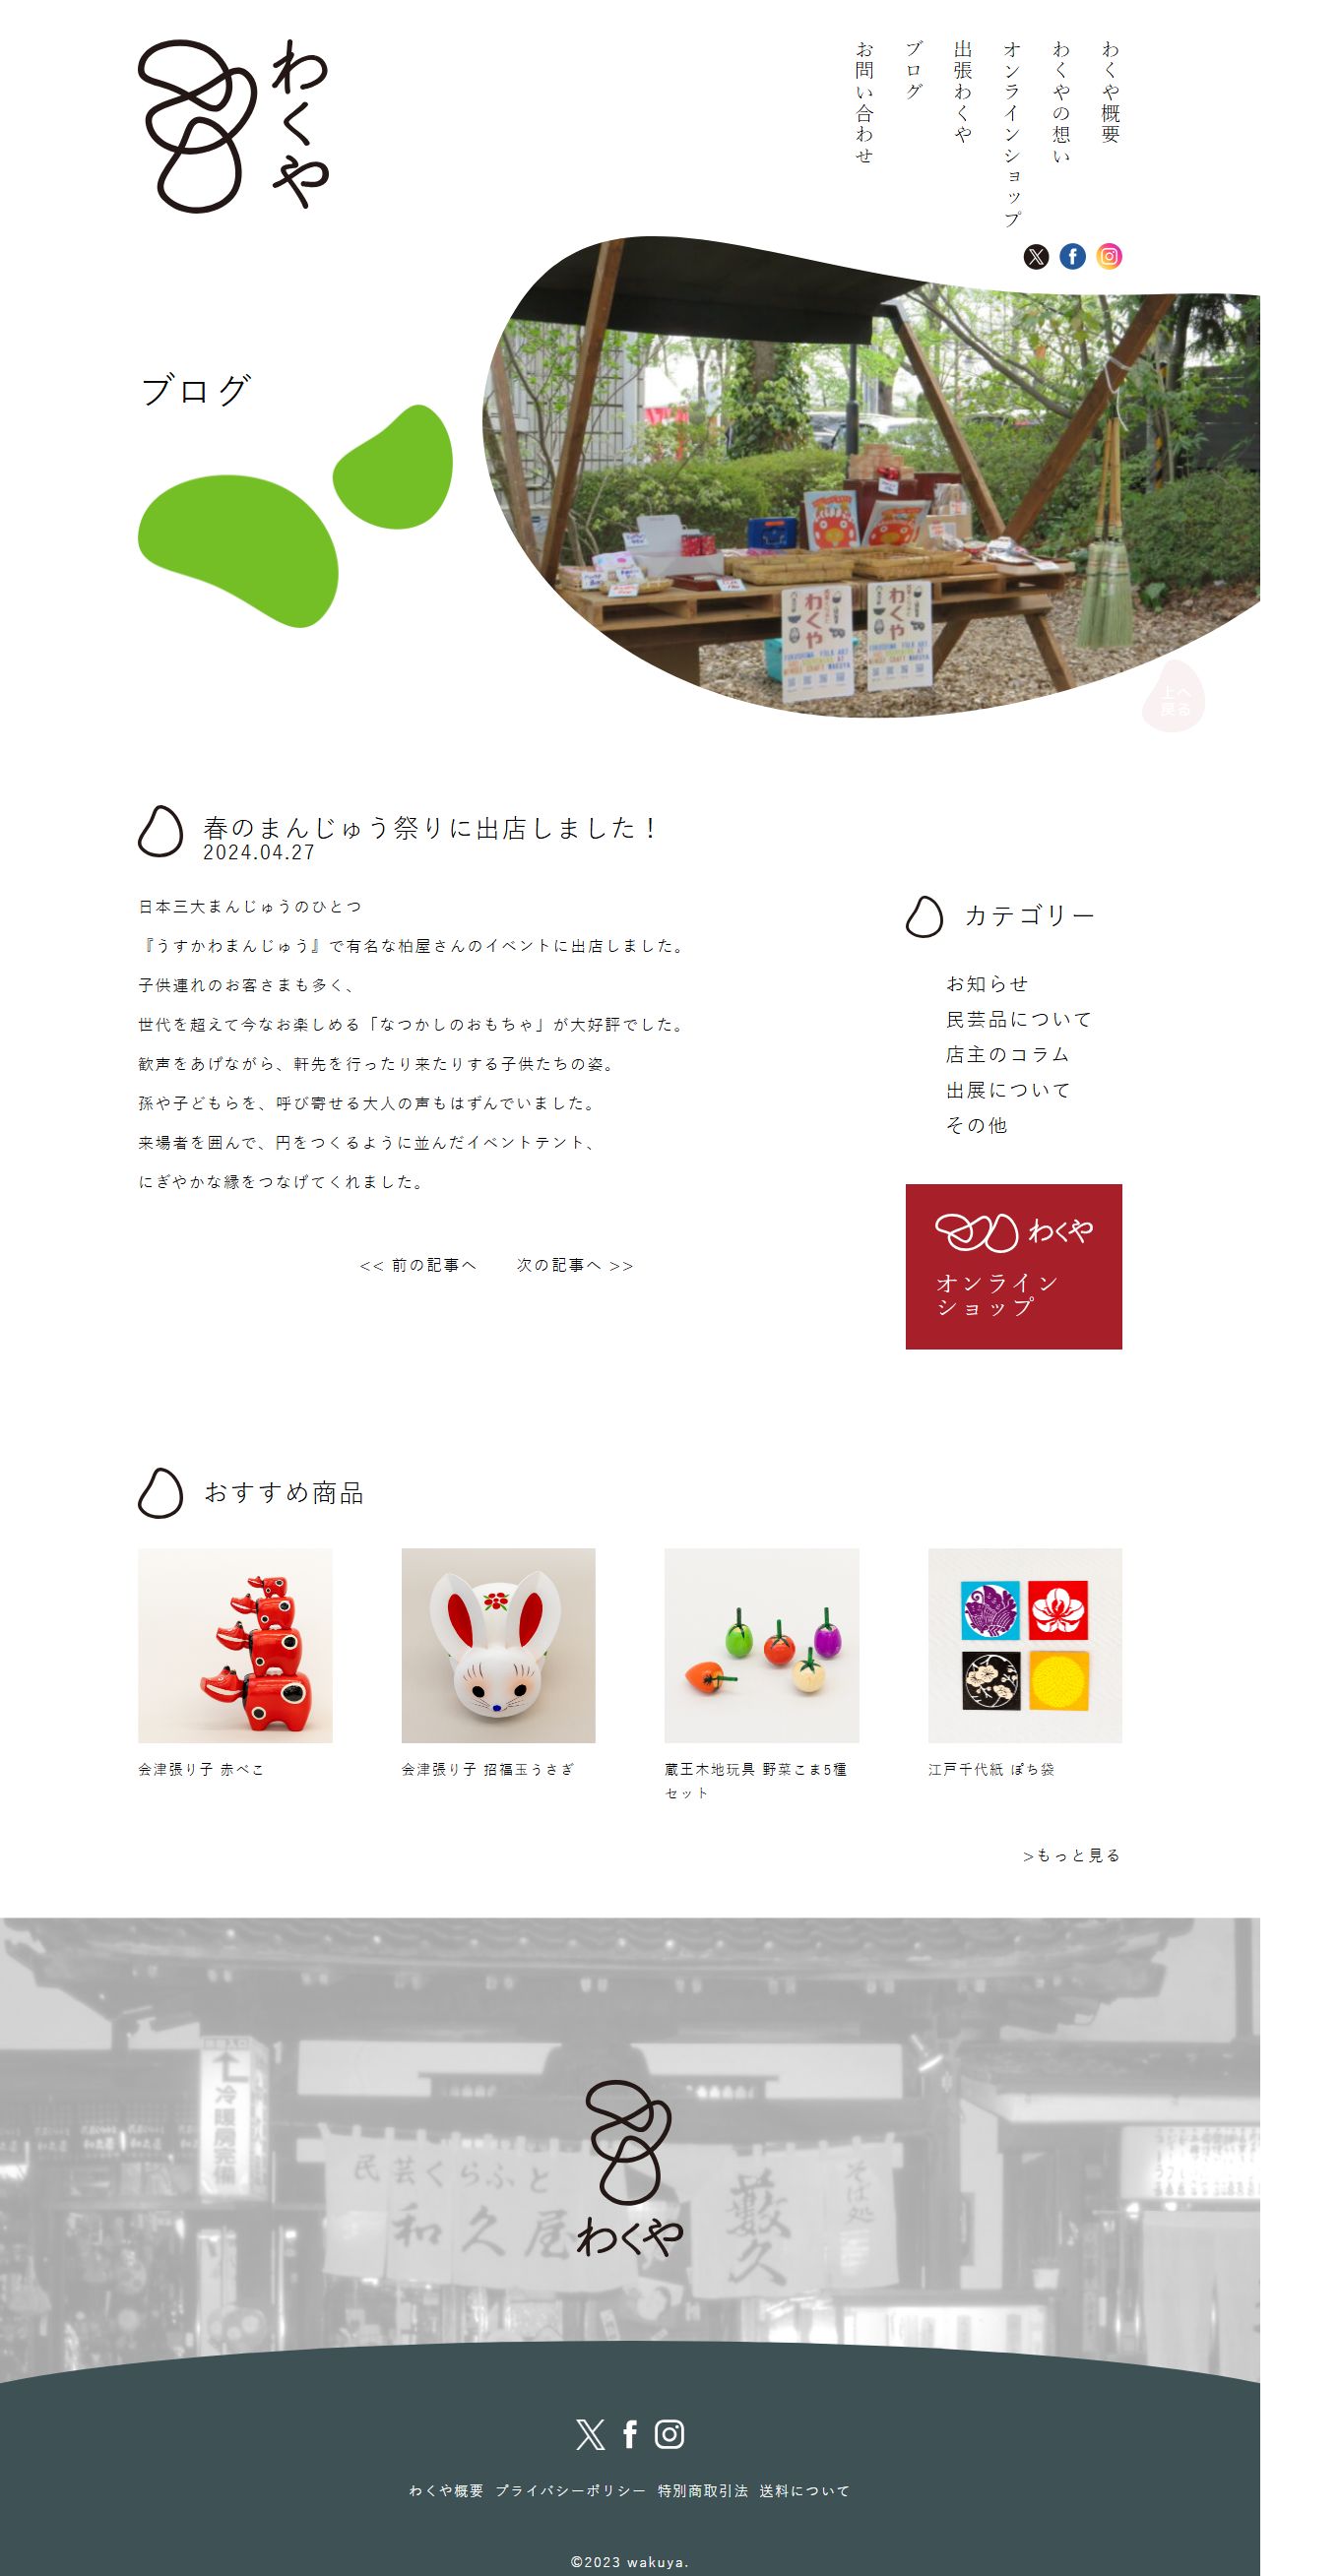 わくや
わくや概要
わくやの想い
オンラインショップ
出張わくや
ブログ
お問い合わせ
ブログ
わくや
わくや
上へ
戻る
春のまんじゅう祭りに出店しました！
2024.04.27
日本三大まんじゅうのひとつ
『うすかわまんじゅう』で有名な柏屋さんのイベントに出店しました。
子供連れのお客さまも多く、
世代を超えて今なお楽しめる「なつかしのおもちゃ」が大好評でした。
歓声をあげながら、軒先を行ったり来たりする子供たちの姿。
孫や子どもらを、呼び寄せる大人の声もはずんでいました。
来場者を囲んで、円をつくるように並んだイベントテント、
にぎやかな縁をつなげてくれました。
<< 前の記事へ 次の記事へ >>
カテゴリー
お知らせ
民芸品について
店主のコラム
出展について
その他
わくや
オンライン
ショップ
おすすめ商品
会津張り子 赤べこ
会津張り子 招福玉うさぎ
蔵王木地玩具 野菜こま5種
セット
江戸千代紙 ぽち袋
>もっと見る
冷暖房完備
民芸くらふと
和久屋
そば処
藪久
わくや
わくや概要 プライバシーポリシー 特別商取引法 送料について
©2023 wakuya.